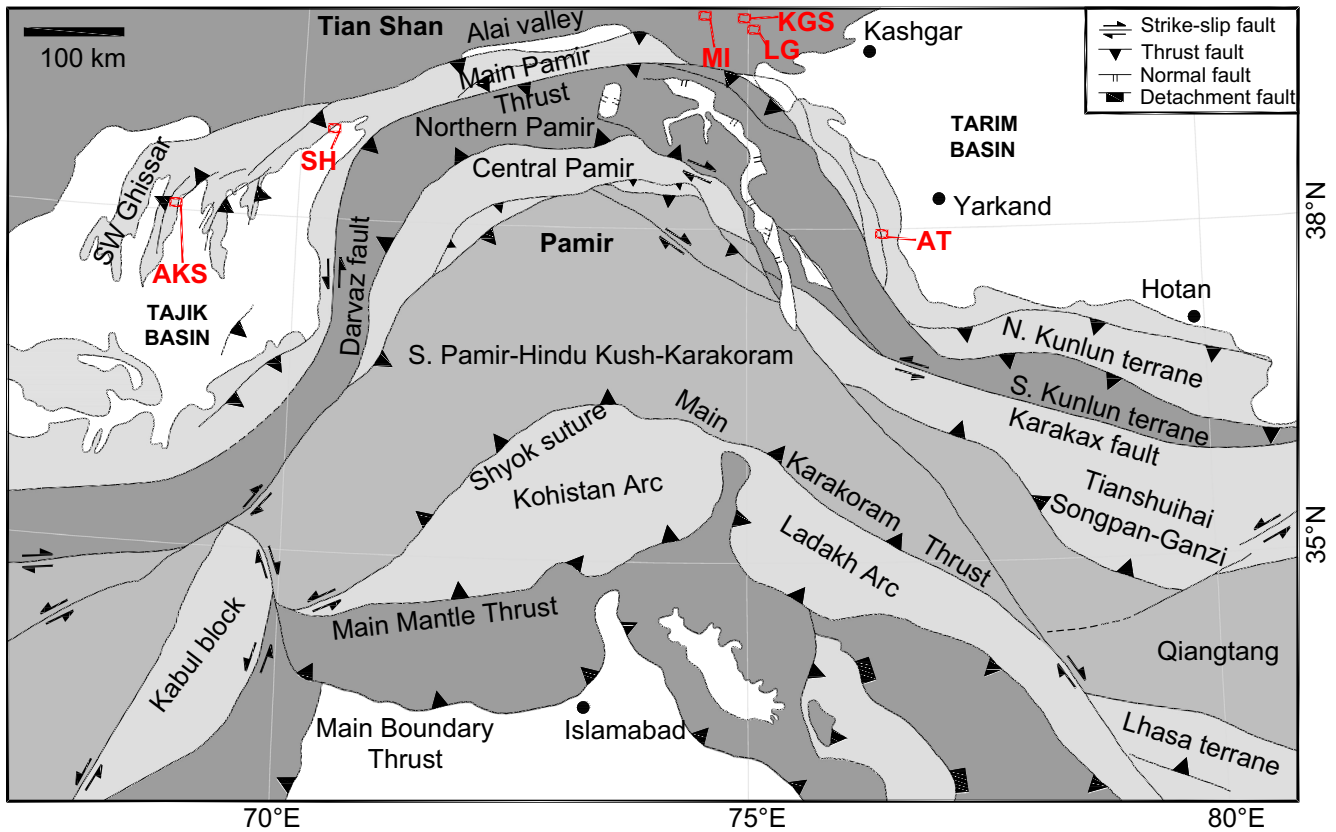 Tian Shan
Alai valley
KGS
LG
MI
Kashgar
100 km
Strike-slip fault
Thrust fault
Normal fault
Detachment fault
Main Pamir
Thrust
Northern Pamir
Central Pamir
TARIM
BASIN
SH
SW Ghissar
AKS
Yarkand
38°N
Pamir
AT
Darvaz fault
TAJIK
BASIN
Hotan
N. Kunlun terrane
S. Pamir-Hindu Kush-Karakoram
S. Kunlun terrane
Karakax fault
Main
Karakoram
Thrust
Shyok suture
Kohistan Arc
Tianshuihai
Songpan-Ganzi
Ladakh Arc
35°N
Main Mantle Thrust
Kabul block
Qiangtang
Main Boundary
Thrust
Islamabad
Lhasa terrane
70°E
75°E
80°E